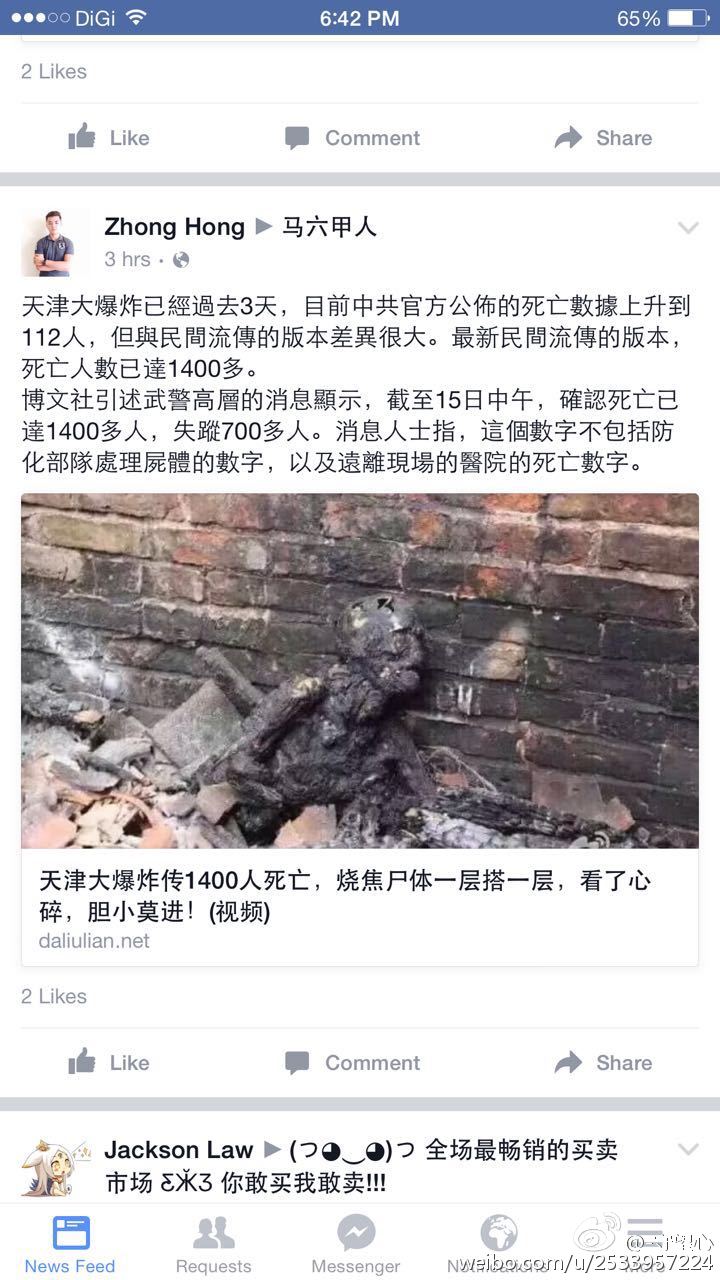 DiGi 6:42 PM 65%
2 Likes
Like Comment Share
Zhong Hong ▶ 马六甲人
3 hrs ·
天津大爆炸已經過去3天，目前中共官方公佈的死亡數據上升到
112人，但與民間流傳的版本差異很大。最新民間流傳的版本，
死亡人數已達1400多。
博文社引述武警高層的消息顯示，截至15日中午，確認死亡已
達1400多人，失蹤700多人。消息人士指，這個數字不包括防
化部隊處理屍體的數字，以及遠離現場的醫院的死亡數字。
天津大爆炸传1400人死亡，烧焦尸体一层搭一层，看了心
碎，胆小莫进！(视频)
daliulian.net
2 Likes
Like Comment Share
Jackson Law ▶ (つ◕‿◕)つ 全场最畅销的买卖
市场 ƸӜƷ 你敢买我敢卖!!!
News Feed Requests Messenger
weibo.com/u/2533957224